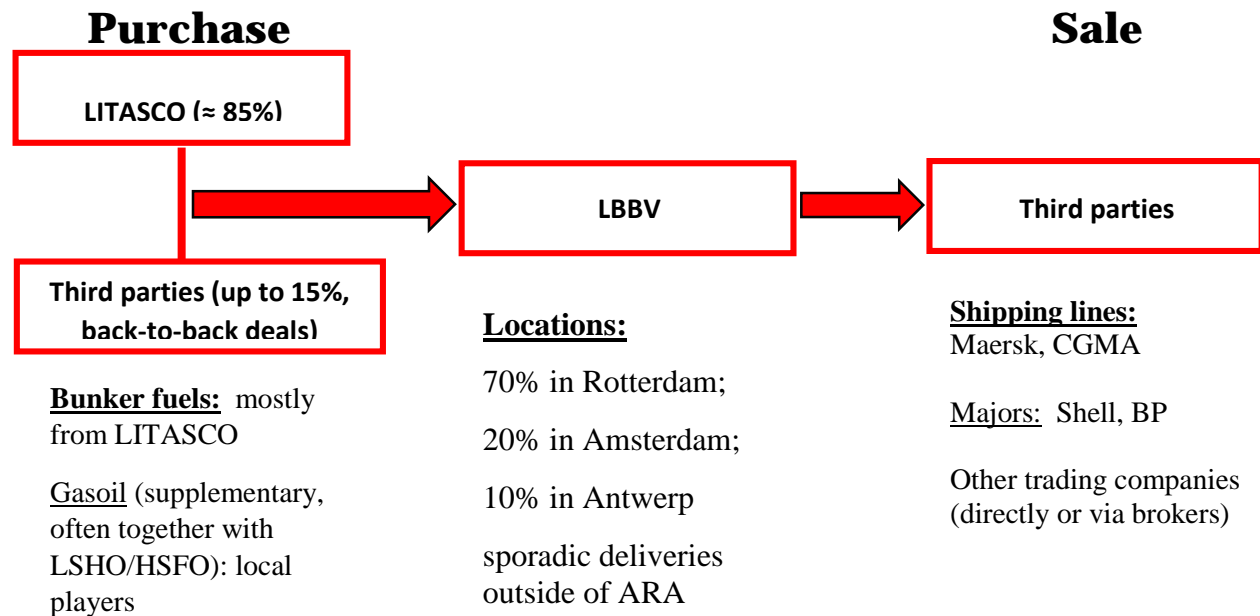 Purchase
Sale
LITASCO (≈ 85%)
LBBV
Third parties
Third parties (up to 15%,
back-to-back deals)
Bunker fuels: mostly
from LITASCO
Gasoil (supplementary,
often together with
LSHO/HSFO): local
players
Locations:
70% in Rotterdam;
20% in Amsterdam;
10% in Antwerp
sporadic deliveries
outside of ARA
Shipping lines:
Maersk, CGMA
Majors: Shell, BP
Other trading companies
(directly or via brokers)